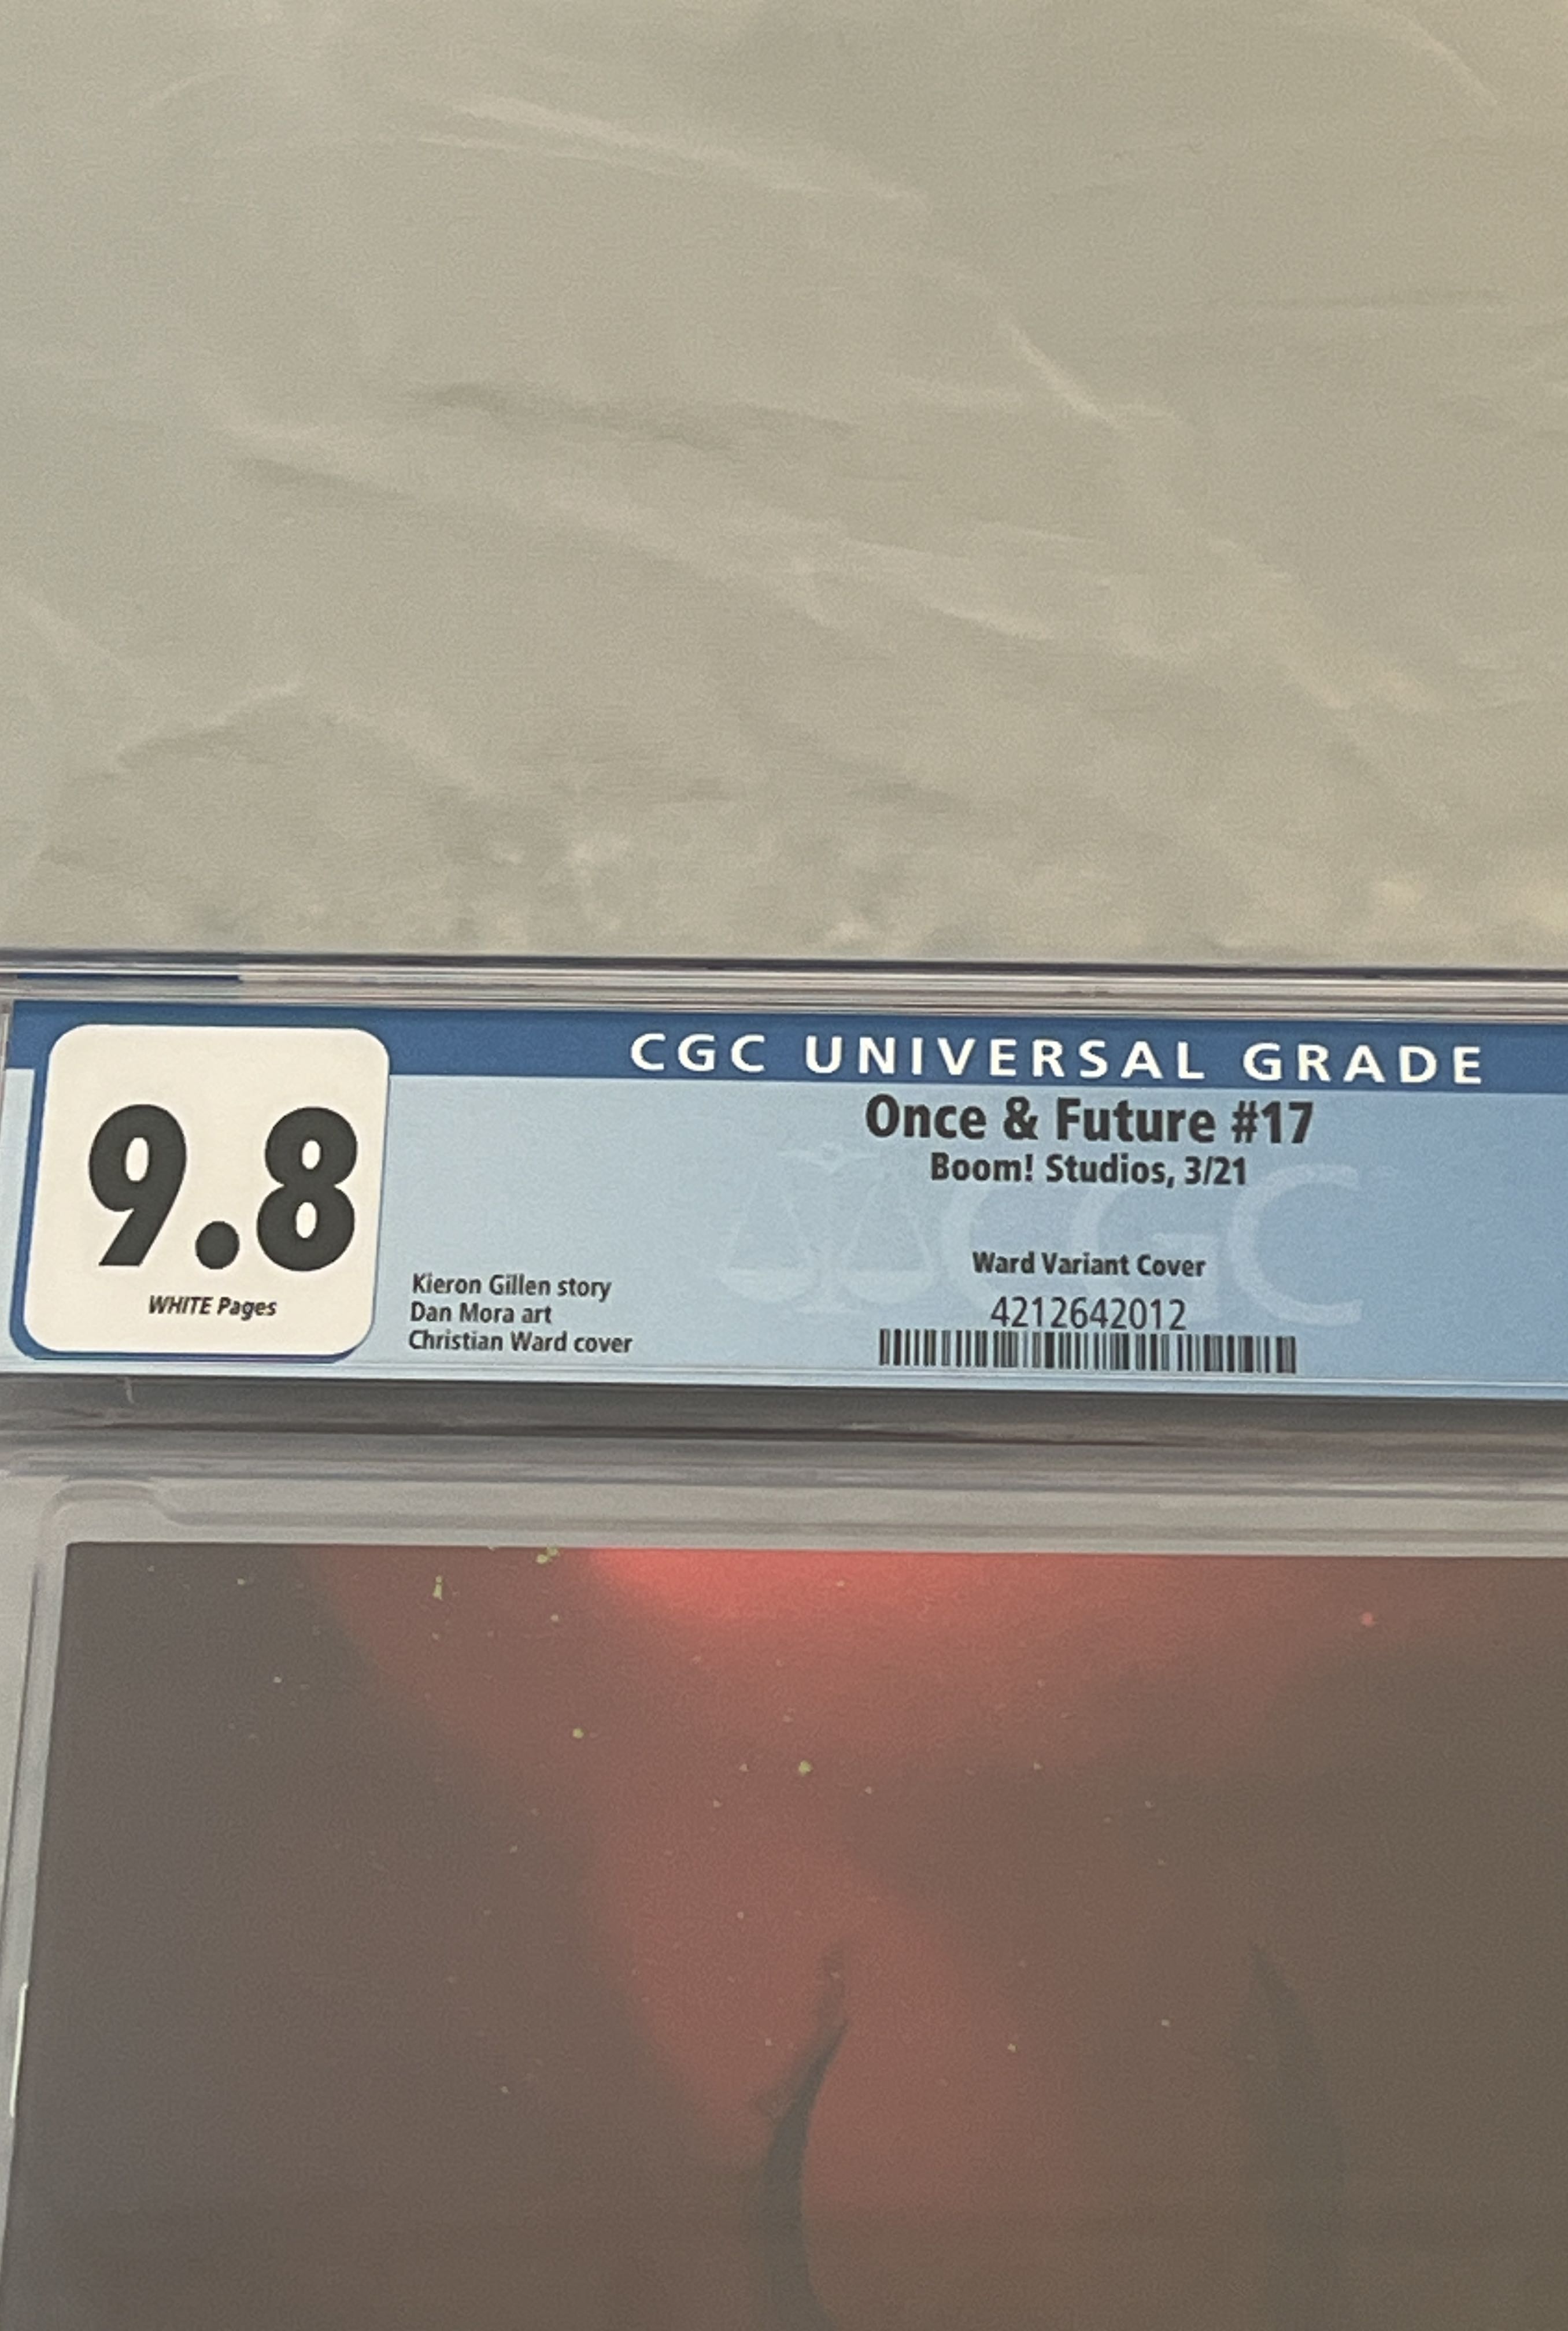 CGC UNIVERSAL GRADE
9.8
WHITE Pages
Once & Future #17
Boom! Studios, 3/21
Kieron Gillen story
Dan Mora art
Christian Ward cover
Ward Variant Cover
4212642012
CGC